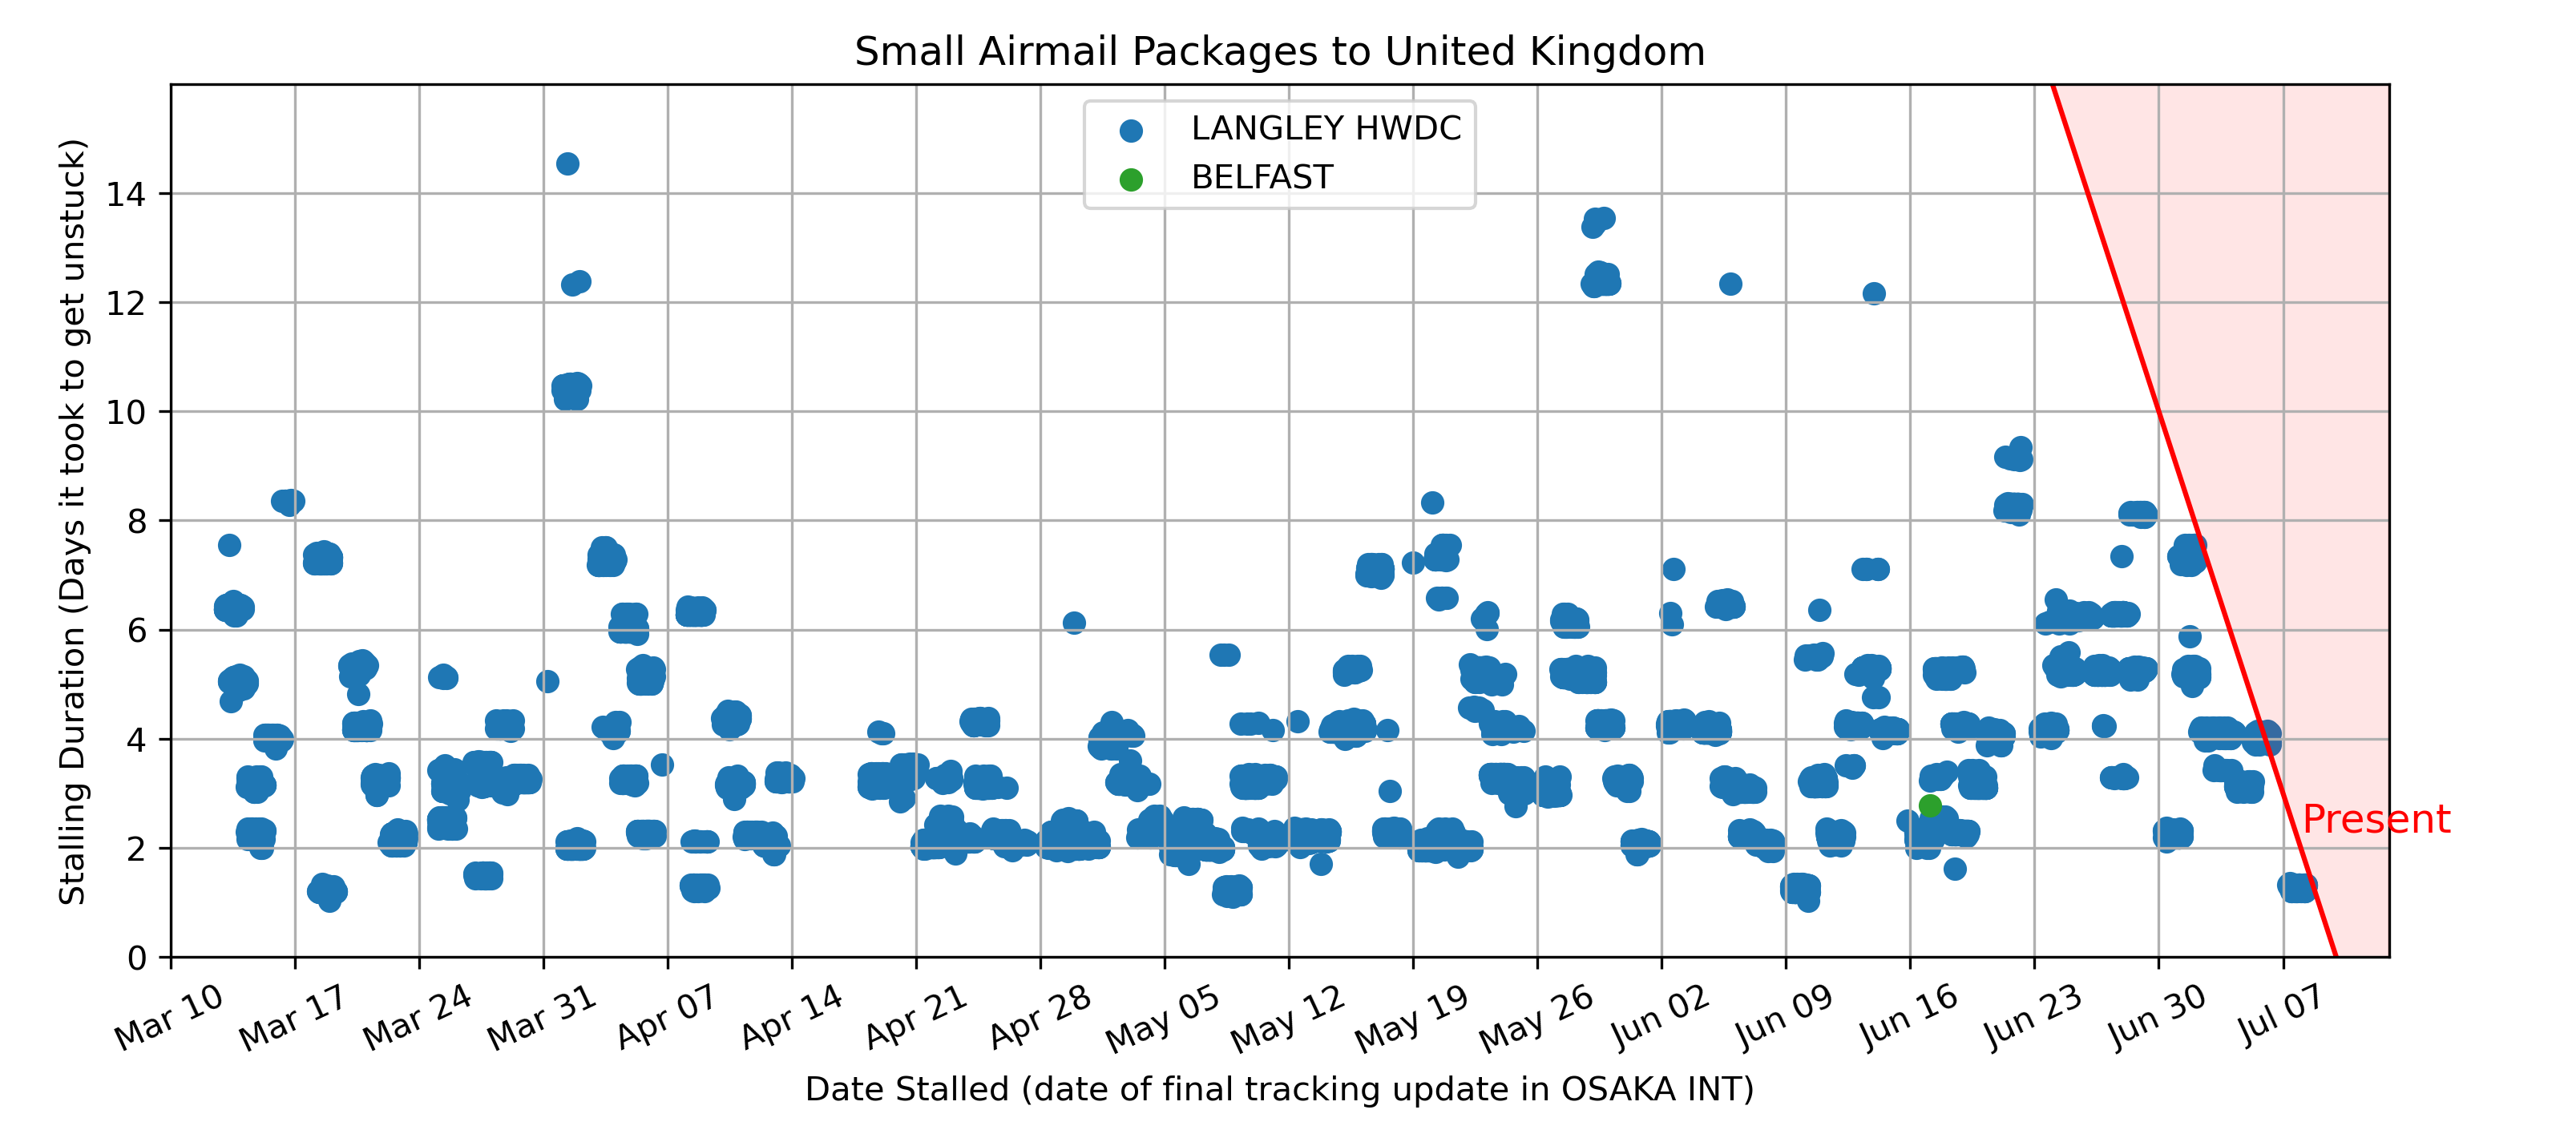 Small Airmail Packages to United Kingdom
LANGLEY HWDC
BELFAST
Stalling Duration (Days it took to get unstuck)
14
12
10
8
6
4
2
0
Present
Mar 10
Mar 17
Mar 24
Mar 31
Apr 07
Apr 14
Apr 21
Apr 28
May 05
May 12
May 19
May 26
Jun 02
Jun 09
Jun 16
Jun 23
Jun 30
Jul 07
Date Stalled (date of final tracking update in OSAKA INT)